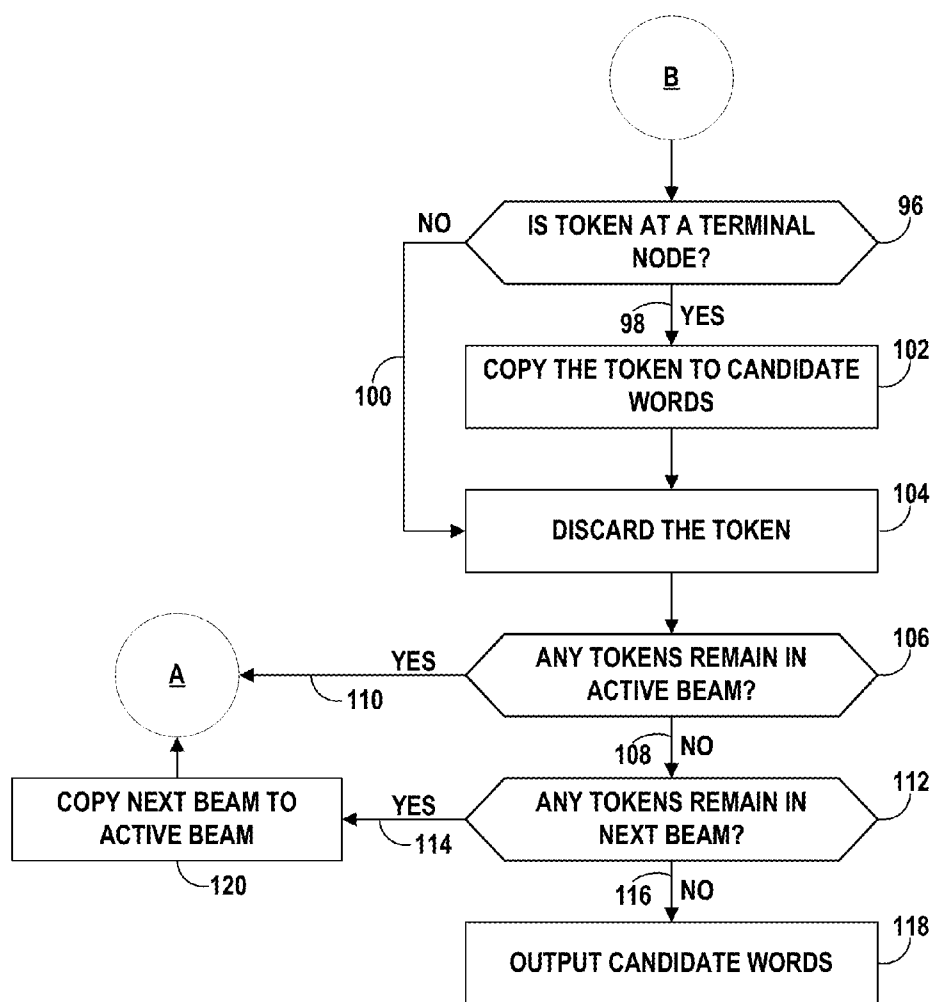 B
IS TOKEN AT A TERMINAL
NODE?
96
NO
98
YES
100
COPY THE TOKEN TO CANDIDATE
WORDS
102
DISCARD THE TOKEN
104
ANY TOKENS REMAIN IN
ACTIVE BEAM?
106
YES
110
A
108
NO
ANY TOKENS REMAIN IN
NEXT BEAM?
112
YES
114
COPY NEXT BEAM TO
ACTIVE BEAM
120
116
NO
OUTPUT CANDIDATE WORDS
118